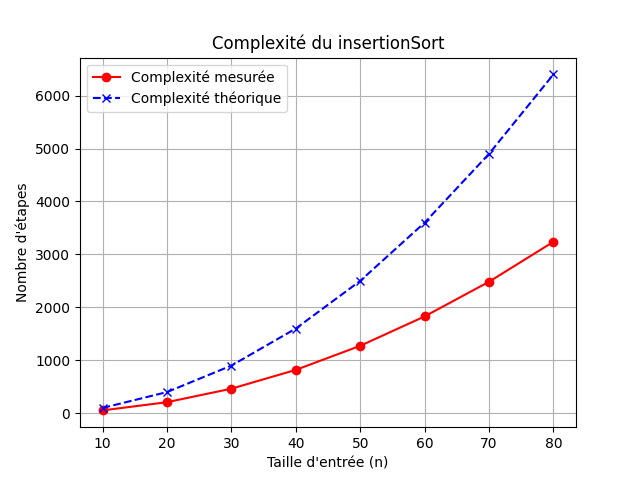 Complexité du insertionSort
Complexité mesurée
Complexité théorique
Nombre d'étapes
6000
5000
4000
3000
2000
1000
0
10 20 30 40 50 60 70 80
Taille d'entrée (n)